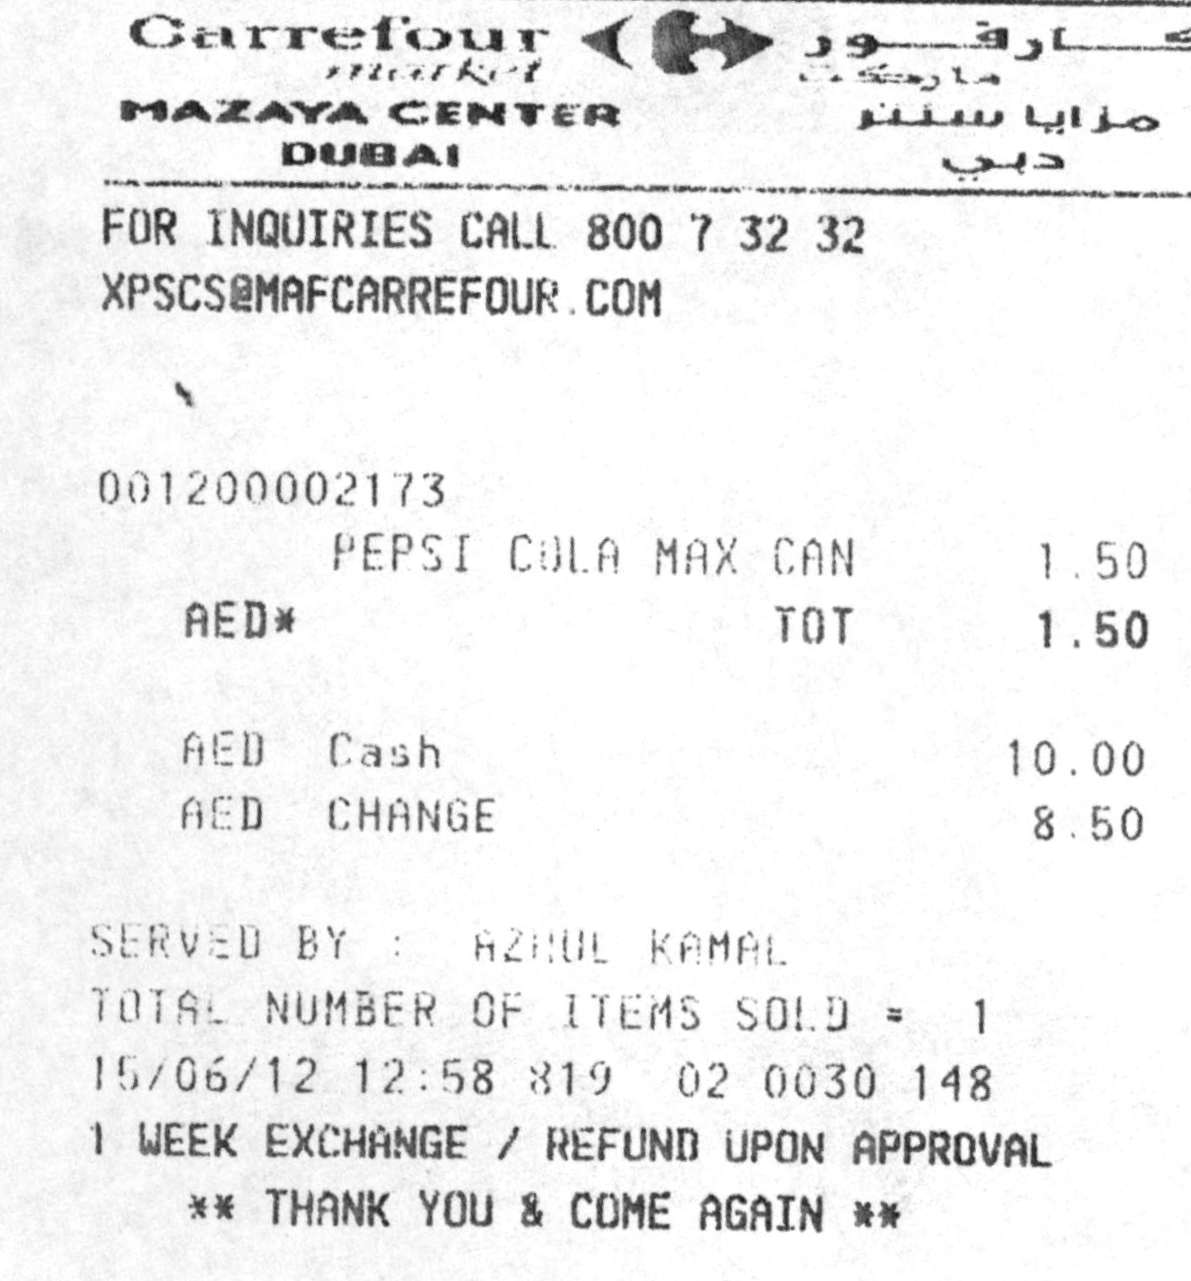 Carrefour كارفور
market ماركت
MAZAYA CENTER مزايا سنتر
DUBAI دبي
FOR INQUIRIES CALL 800 7 32 32
XPSCS@MAFCARREFOUR.COM
001200002173
PEPSI COLA MAX CAN 1.50
AED* TOT 1.50
AED Cash 10.00
AED CHANGE 8.50
SERVED BY : KAMAL
TOTAL NUMBER OF ITEMS SOLD = 1
15/06/12 12:58 819 02 0030 148
1 WEEK EXCHANGE / REFUND UPON APPROVAL
** THANK YOU & COME AGAIN **